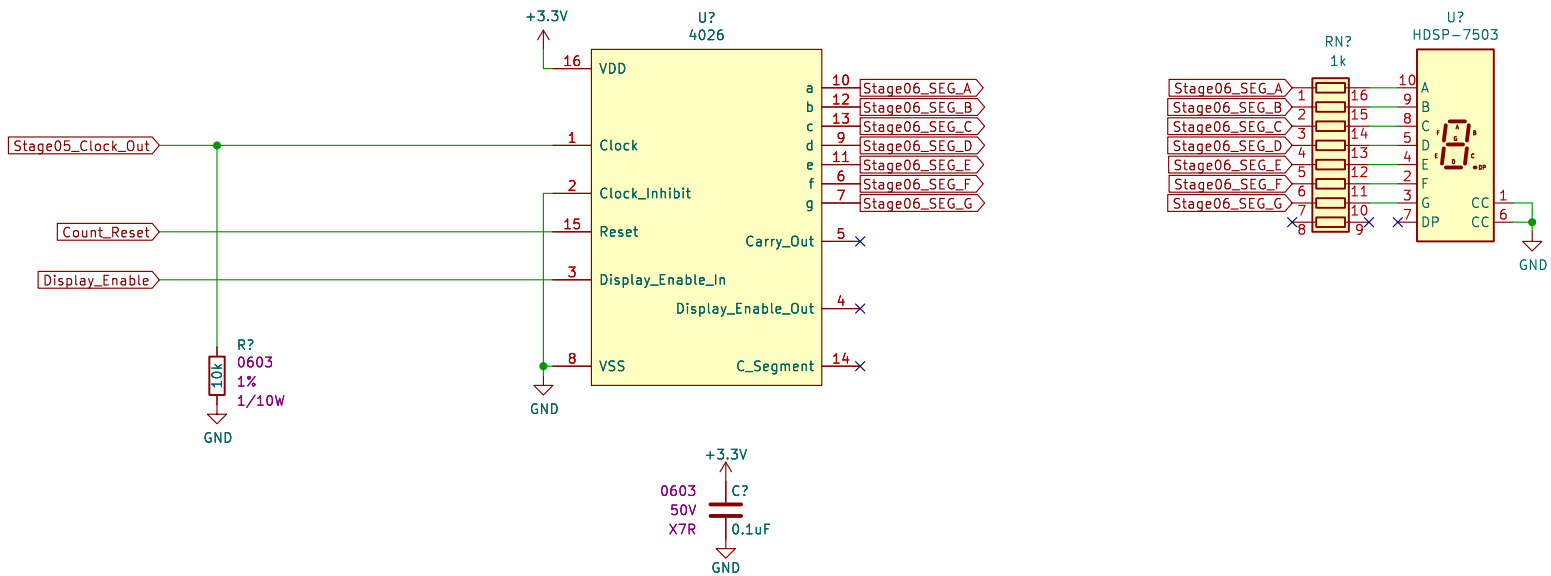 +3.3V
U?
4026
16 VDD
Stage05_Clock_Out
1 Clock
2 Clock_Inhibit
Count_Reset
15 Reset
Display_Enable
3 Display_Enable_In
8 VSS
GND
a 10 Stage06_SEG_A
b 12 Stage06_SEG_B
c 13 Stage06_SEG_C
d 9 Stage06_SEG_D
e 11 Stage06_SEG_E
f 6 Stage06_SEG_F
g 7 Stage06_SEG_G
Carry_Out 5
Display_Enable_Out 4
C_Segment 14
R?
10k
0603
1%
1/10W
GND
+3.3V
0603 C?
50V
X7R 0.1uF
GND
RN?
1k
U?
HDSP-7503
Stage06_SEG_A 1 16 10 A
Stage06_SEG_B 2 15 9 B
Stage06_SEG_C 3 14 8 C
Stage06_SEG_D 4 13 5 D
Stage06_SEG_E 5 12 4 E
Stage06_SEG_F 6 11 2 F
Stage06_SEG_G 7 10 3 G
8 9 7 DP
A
F B
G
E C
D DP
CC 1
CC 6
GND